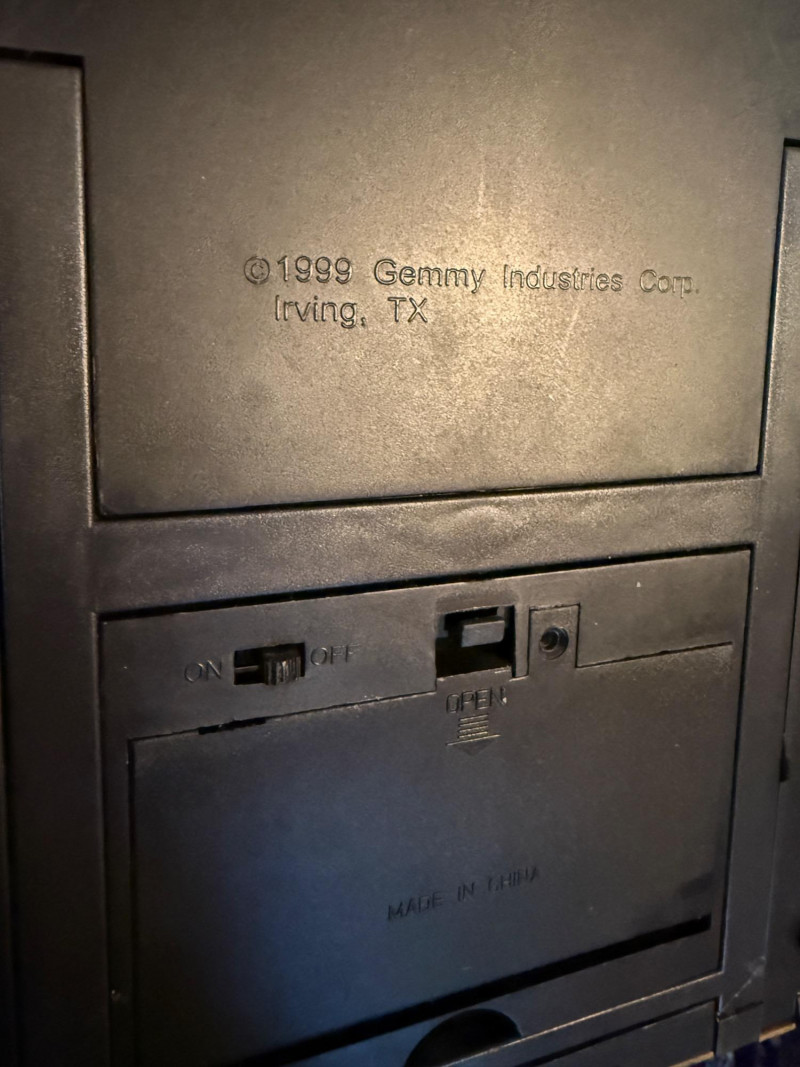 ©1999 Gemmy Industries Corp.
Irving, TX
ON OFF
OPEN
MADE IN CHINA